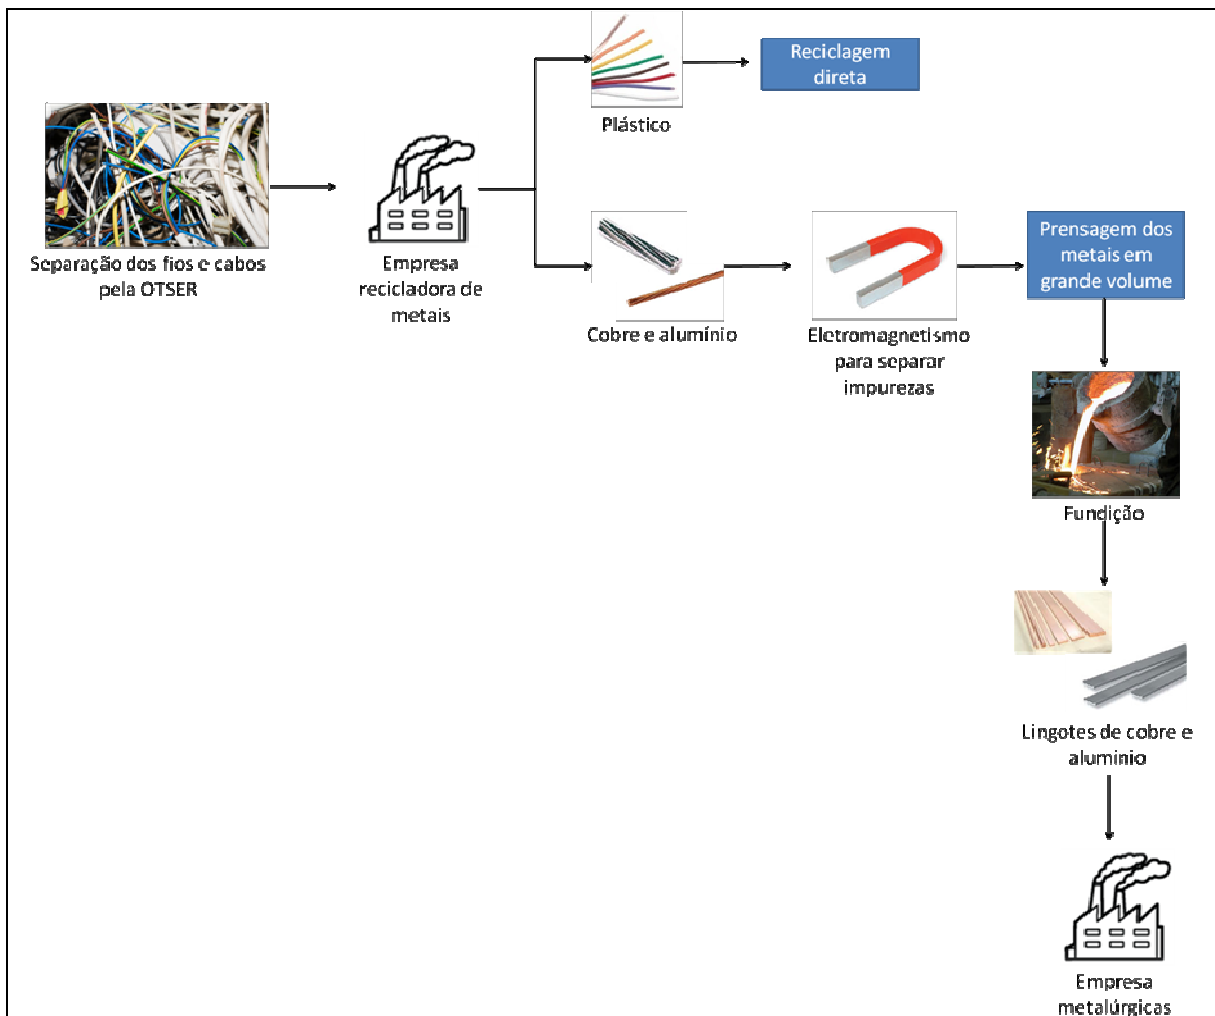 Reciclagem
direta
Plástico
Separação dos fios e cabos
pela OTSER
Empresa
recicladora de
metais
Cobre e alumínio
Eletromagnetismo
para separar
impurezas
Prensagem dos
metais em
grande volume
Fundição
Lingotes de cobre e
alumínio
Empresa
metalúrgicas